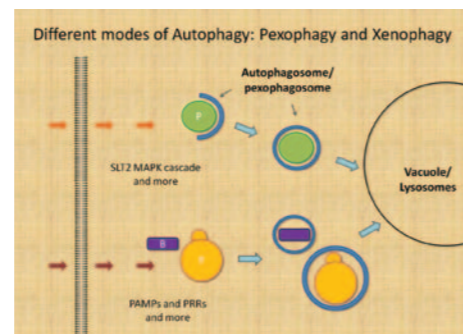 Different modes of Autophagy: Pexophagy and Xenophagy
Autophagosome/
pexophagosome
P
SLT2 MAPK cascade
and more
Vacuole/
Lysosomes
B
PAMPs and PRRs
and more